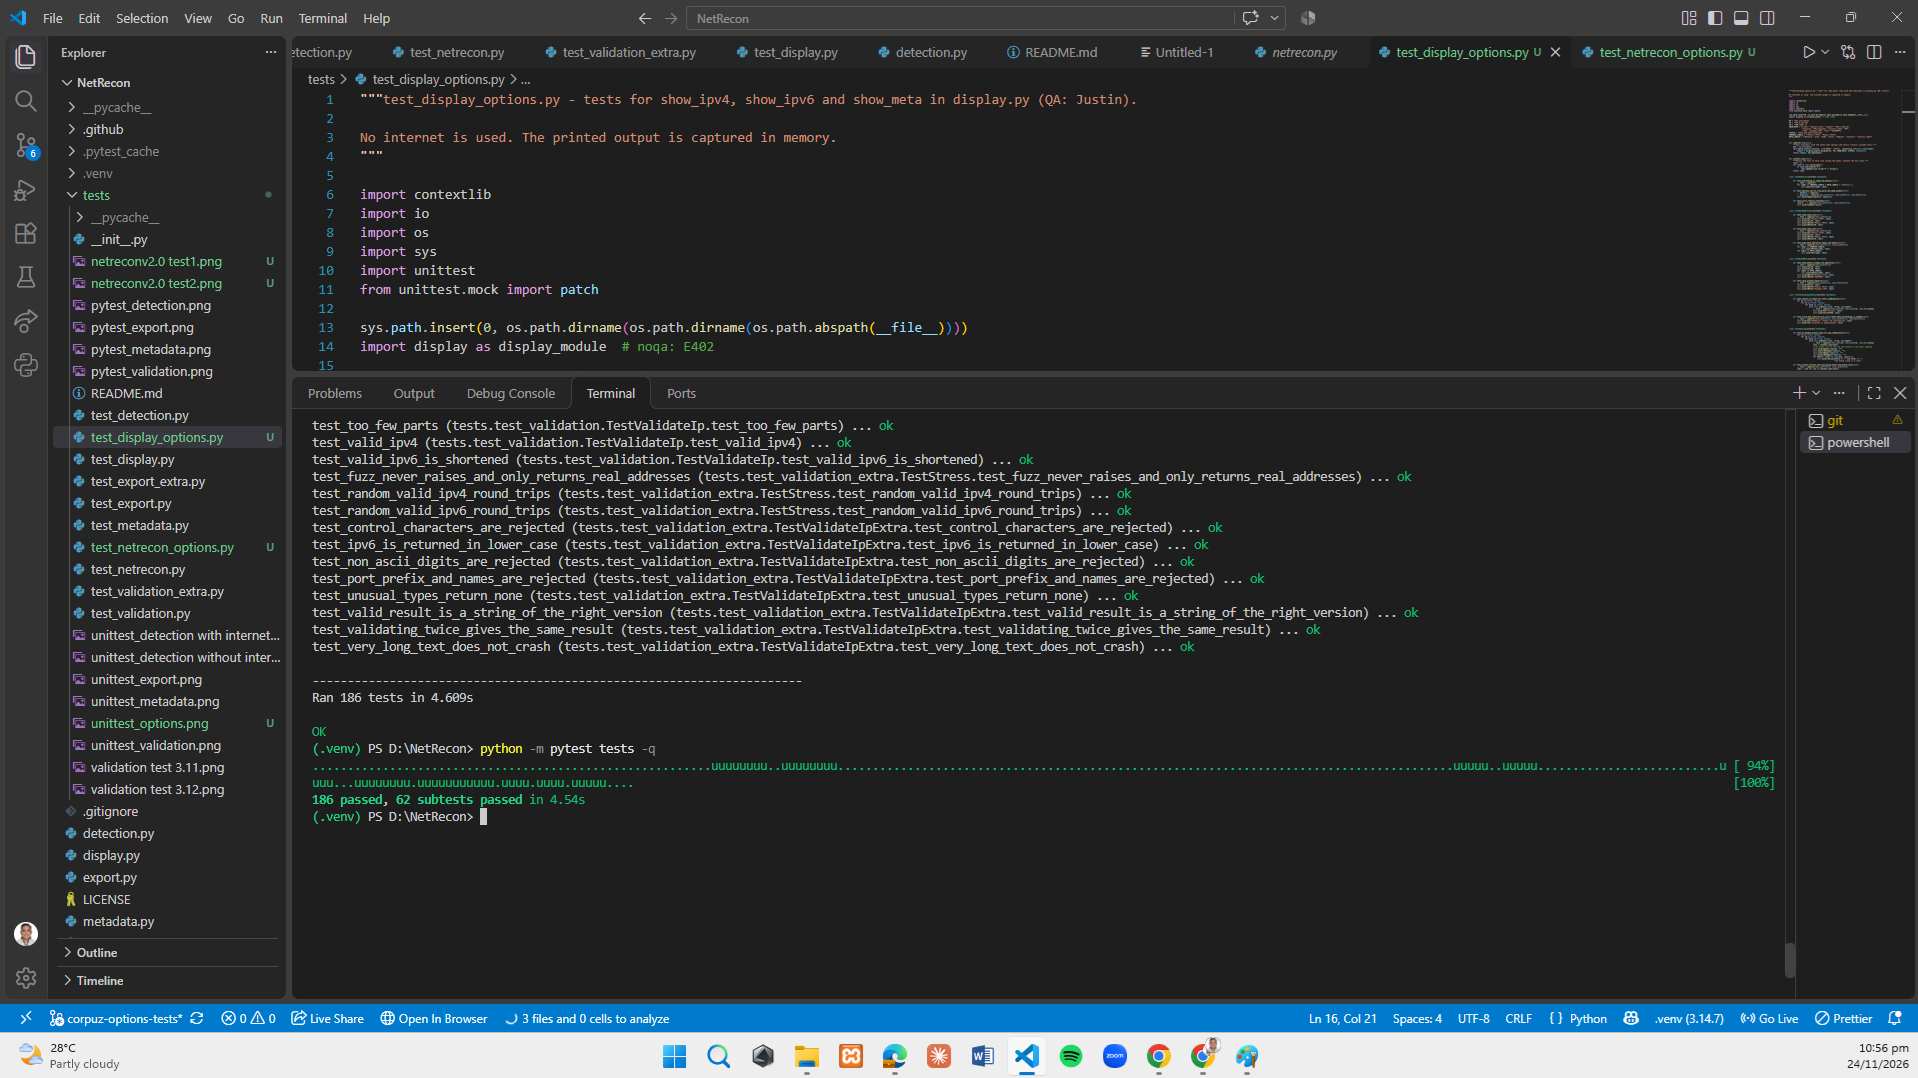 File Edit Selection View Go Run Terminal Help
NetRecon
Explorer
NetRecon
__pycache__
.github
.pytest_cache
.venv
tests
__pycache__
__init__.py
netreconv2.0 test1.png U
netreconv2.0 test2.png U
pytest_detection.png
pytest_export.png
pytest_metadata.png
pytest_validation.png
README.md
test_detection.py
test_display_options.py U
test_display.py
test_export_extra.py
test_export.py
test_metadata.py
test_netrecon_options.py U
test_netrecon.py
test_validation_extra.py
test_validation.py
unittest_detection with internet...
unittest_detection without inter...
unittest_export.png
unittest_metadata.png
unittest_options.png U
unittest_validation.png
validation test 3.11.png
validation test 3.12.png
.gitignore
detection.py
display.py
export.py
LICENSE
metadata.py
Outline
Timeline
6
etection.py test_netrecon.py test_validation_extra.py test_display.py detection.py README.md Untitled-1 netrecon.py test_display_options.py U test_netrecon_options.py U
tests > test_display_options.py > ...
1 """test_display_options.py - tests for show_ipv4, show_ipv6 and show_meta in display.py (QA: Justin).
2
3 No internet is used. The printed output is captured in memory.
4 """
5
6 import contextlib
7 import io
8 import os
9 import sys
10 import unittest
11 from unittest.mock import patch
12
13 sys.path.insert(0, os.path.dirname(os.path.dirname(os.path.abspath(__file__))))
14 import display as display_module # noqa: E402
15
Problems Output Debug Console Terminal Ports
git
powershell
test_too_few_parts (tests.test_validation.TestValidateIp.test_too_few_parts) ... ok
test_valid_ipv4 (tests.test_validation.TestValidateIp.test_valid_ipv4) ... ok
test_valid_ipv6_is_shortened (tests.test_validation.TestValidateIp.test_valid_ipv6_is_shortened) ... ok
test_fuzz_never_raises_and_only_returns_real_addresses (tests.test_validation_extra.TestStress.test_fuzz_never_raises_and_only_returns_real_addresses) ... ok
test_random_valid_ipv4_round_trips (tests.test_validation_extra.TestStress.test_random_valid_ipv4_round_trips) ... ok
test_random_valid_ipv6_round_trips (tests.test_validation_extra.TestStress.test_random_valid_ipv6_round_trips) ... ok
test_control_characters_are_rejected (tests.test_validation_extra.TestValidateIpExtra.test_control_characters_are_rejected) ... ok
test_ipv6_is_returned_in_lower_case (tests.test_validation_extra.TestValidateIpExtra.test_ipv6_is_returned_in_lower_case) ... ok
test_non_ascii_digits_are_rejected (tests.test_validation_extra.TestValidateIpExtra.test_non_ascii_digits_are_rejected) ... ok
test_port_prefix_and_names_are_rejected (tests.test_validation_extra.TestValidateIpExtra.test_port_prefix_and_names_are_rejected) ... ok
test_unusual_types_return_none (tests.test_validation_extra.TestValidateIpExtra.test_unusual_types_return_none) ... ok
test_valid_result_is_a_string_of_the_right_version (tests.test_validation_extra.TestValidateIpExtra.test_valid_result_is_a_string_of_the_right_version) ... ok
test_validating_twice_gives_the_same_result (tests.test_validation_extra.TestValidateIpExtra.test_validating_twice_gives_the_same_result) ... ok
test_very_long_text_does_not_crash (tests.test_validation_extra.TestValidateIpExtra.test_very_long_text_does_not_crash) ... ok
----------------------------------------------------------------------
Ran 186 tests in 4.609s
OK
(.venv) PS D:\NetRecon> python -m pytest tests -q
.........................................................uuuuuuuu..uuuuuuuu........................................................................................uuuuu..uuuuu..........................u [ 94%]
uuu...uuuuuuuu.uuuuuuuuuuu.uuuu.uuuu.uuuuu.... [100%]
186 passed, 62 subtests passed in 4.54s
(.venv) PS D:\NetRecon>
corpuz-options-tests* 0 0 Live Share Open In Browser 3 files and 0 cells to analyze Ln 16, Col 21 Spaces: 4 UTF-8 CRLF {} Python .venv (3.14.7) Go Live Prettier
28°C
Partly cloudy
zoom
10:56 pm
24/11/2026